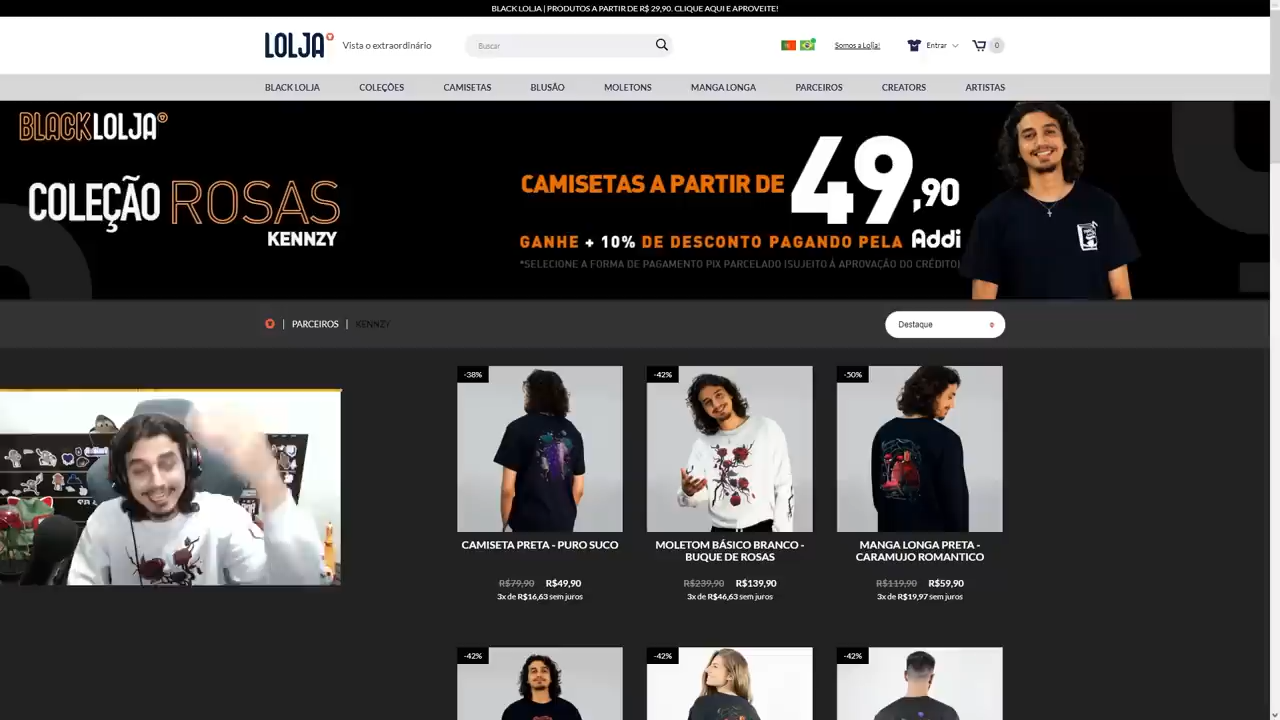 BLACK LOLJA | PRODUTOS A PARTIR DE R$ 29,90. CLIQUE AQUI E APROVEITE!
LOLJA
Vista o extraordinário
Buscar
Somos a Lolja!
Entrar
0
BLACK LOLJA
COLEÇÕES
CAMISETAS
BLUSÃO
MOLETONS
MANGA LONGA
PARCEIROS
CREATORS
ARTISTAS
BLACKLOLJA
COLEÇÃO ROSAS
KENNZY
CAMISETAS A PARTIR DE 49,90
GANHE + 10% DE DESCONTO PAGANDO PELA Addi
*SELECIONE A FORMA DE PAGAMENTO PIX PARCELADO (SUJEITO Á APROVAÇÃO DO CRÉDITO)
| PARCEIROS | KENNZY
Destaque
-38%
-42%
-50%
CAMISETA PRETA - PURO SUCO
R$79,90 R$49,90
3x de R$16,63 sem juros
MOLETOM BÁSICO BRANCO -
BUQUE DE ROSAS
R$239,90 R$139,90
3x de R$46,63 sem juros
MANGA LONGA PRETA -
CARAMUJO ROMANTICO
R$119,90 R$59,90
3x de R$19,97 sem juros
-42%
-42%
-42%